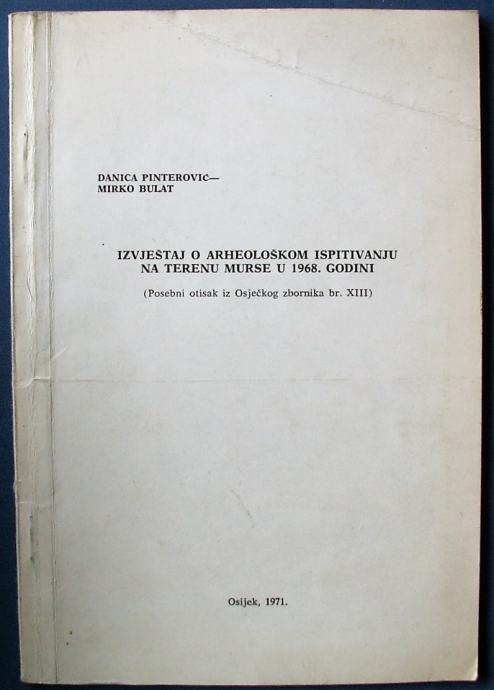 DANICA PINTEROVIĆ—
MIRKO BULAT
IZVJEŠTAJ O ARHEOLOŠKOM ISPITIVANJU
NA TERENU MURSE U 1968. GODINI
(Posebni otisak iz Osječkog zbornika br. XIII)
Osijek, 1971.